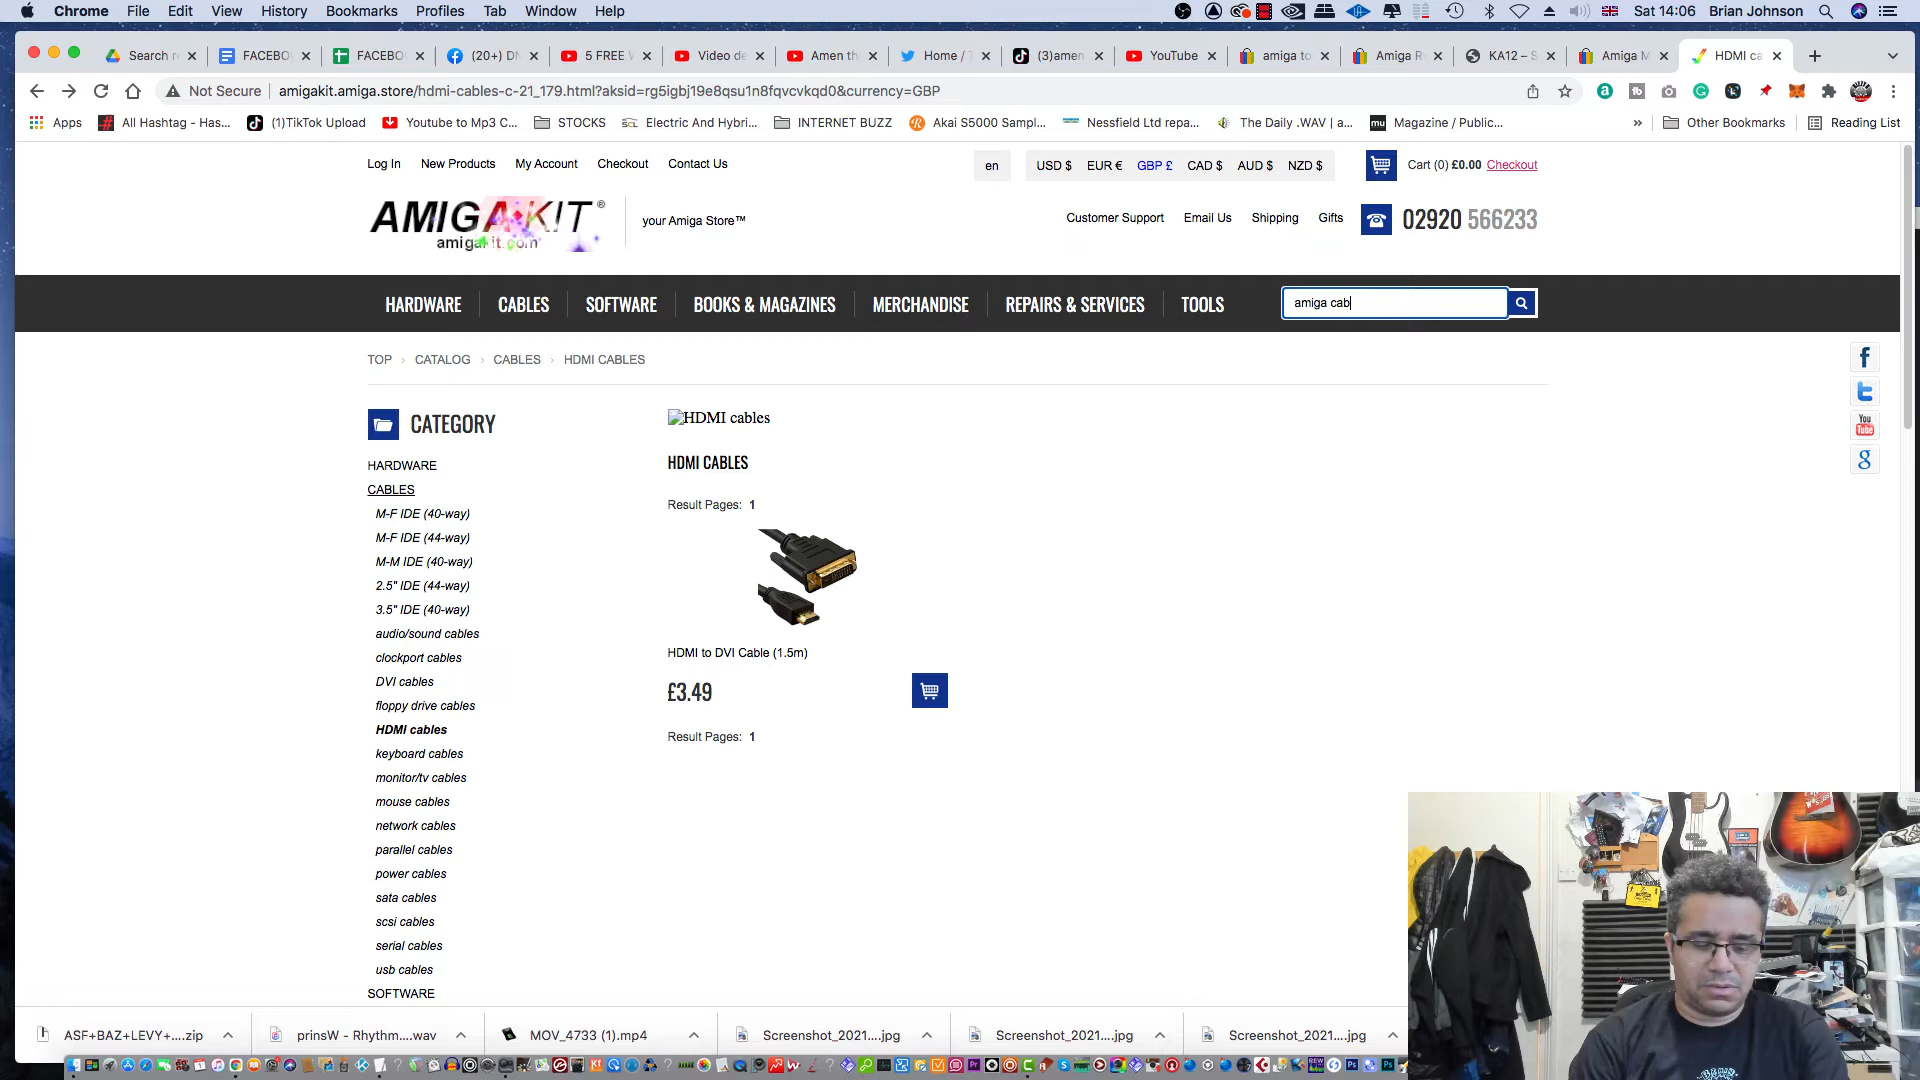 Chrome File Edit View History Bookmarks Profiles Tab Window Help Sat 14:06 Brian Johnson
Search re FACEBO FACEBO (20+) DN 5 FREE V Video de Amen th YouTube Home / T (3)amen YouTube amiga to Amiga R KA12 – S Amiga M HDMI ca
Not Secure amigakit.amiga.store/hdmi-cables-c-21_179.html?aksid=rg5igbj19e8qsu1n8fqvcvkqd0&currency=GBP
Apps All Hashtag - Has... (1)TikTok Upload Youtube to Mp3 C... STOCKS Electric And Hybri... INTERNET BUZZ Akai S5000 Sampl... Nessfield Ltd repa... The Daily .WAV | a... Magazine / Public... » Other Bookmarks Reading List
Log In New Products My Account Checkout Contact Us en USD $ EUR € GBP £ CAD $ AUD $ NZD $ Cart (0) £0.00 Checkout
AMIGA KIT ®
amigakit.com
your Amiga Store™
Customer Support Email Us Shipping Gifts 02920 566233
HARDWARE CABLES SOFTWARE BOOKS & MAGAZINES MERCHANDISE REPAIRS & SERVICES TOOLS amiga cab
TOP › CATALOG › CABLES › HDMI CABLES
CATEGORY
HARDWARE
CABLES
M-F IDE (40-way)
M-F IDE (44-way)
M-M IDE (40-way)
2.5" IDE (44-way)
3.5" IDE (40-way)
audio/sound cables
clockport cables
DVI cables
floppy drive cables
HDMI cables
keyboard cables
monitor/tv cables
mouse cables
network cables
parallel cables
power cables
sata cables
scsi cables
serial cables
usb cables
SOFTWARE
HDMI cables
HDMI CABLES
Result Pages: 1
HDMI to DVI Cable (1.5m)
£3.49
Result Pages: 1
You
Tube
ASF+BAZ+LEVY+....zip prinsW - Rhythm....wav MOV_4733 (1).mp4 Screenshot_2021....jpg Screenshot_2021....jpg Screenshot_2021....jpg